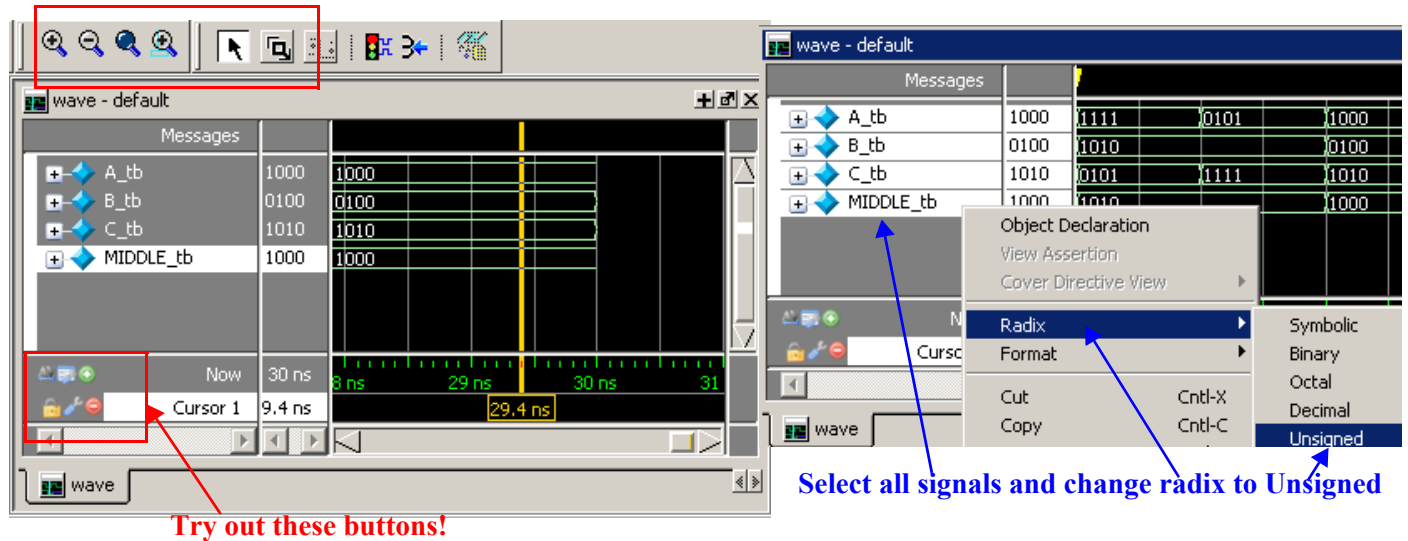 wave - default
Messages
A_tb 1000 1000
B_tb 0100 0100
C_tb 1010 1010
MIDDLE_tb 1000 1000
Now 30 ns 8 ns 29 ns 30 ns 31
Cursor 1 9.4 ns 29.4 ns
wave
Try out these buttons!
wave - default
Messages
A_tb 1000 1111 0101 1000
B_tb 0100 1010 0100
C_tb 1010 0101 1111 1010
MIDDLE_tb 1000 1010 1000
Object Declaration
View Assertion
Cover Directive View
N
Radix
Symbolic
Curso
Format
Binary
Octal
Cut Cntl-X
Decimal
wave
Copy Cntl-C
Unsigned
Select all signals and change radix to Unsigned